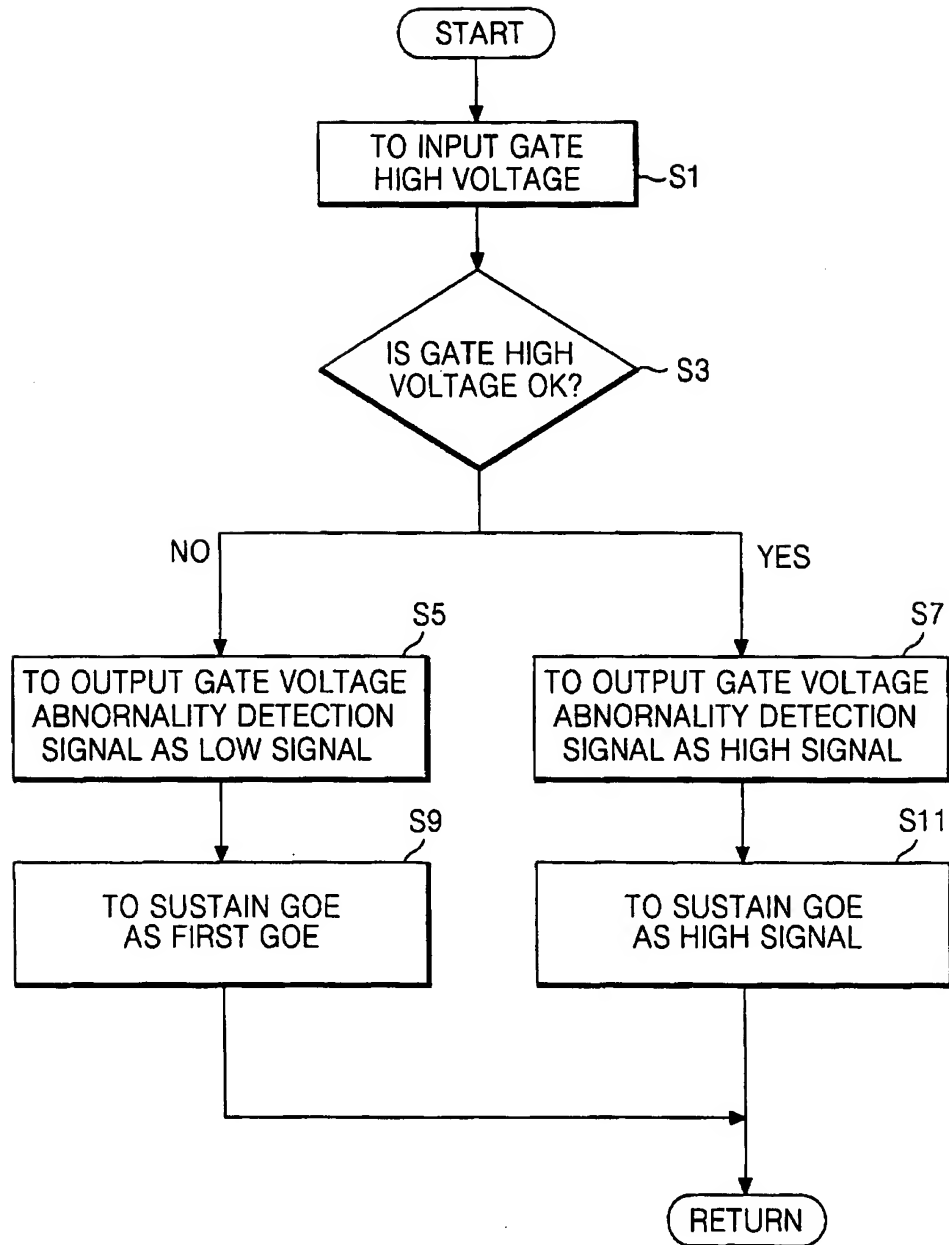 START
TO INPUT GATE
HIGH VOLTAGE
S1
IS GATE HIGH
VOLTAGE OK?
S3
NO
YES
S5
TO OUTPUT GATE VOLTAGE
ABNORNALITY DETECTION
SIGNAL AS LOW SIGNAL
S7
TO OUTPUT GATE VOLTAGE
ABNORNALITY DETECTION
SIGNAL AS HIGH SIGNAL
S9
TO SUSTAIN GOE
AS FIRST GOE
S11
TO SUSTAIN GOE
AS HIGH SIGNAL
RETURN